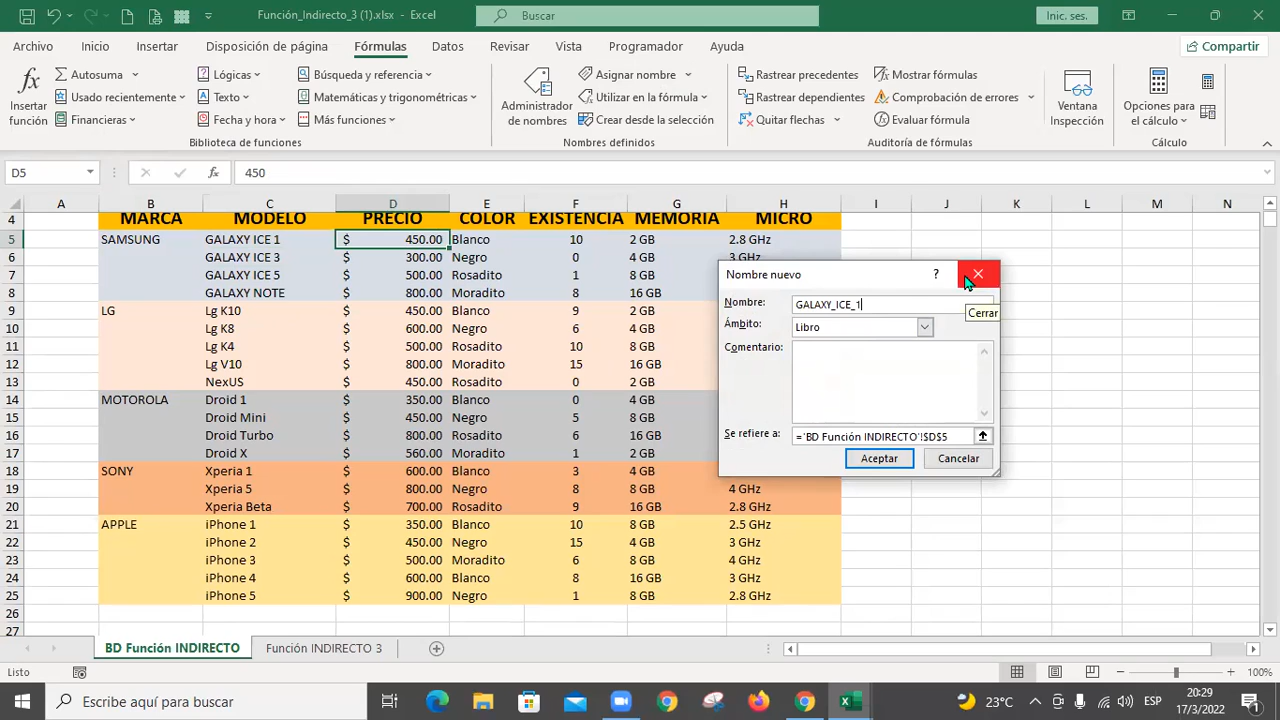 Función_Indirecto_3 (1).xlsx - Excel
Buscar
Inic. ses.
Archivo Inicio Insertar Disposición de página Fórmulas Datos Revisar Vista Programador Ayuda Compartir
Insertar función
Autosuma
Usado recientemente
Financieras
Lógicas
Texto
Fecha y hora
Búsqueda y referencia
Matemáticas y trigonométricas
Más funciones
Biblioteca de funciones
Administrador de nombres
Asignar nombre
Utilizar en la fórmula
Crear desde la selección
Nombres definidos
Rastrear precedentes
Rastrear dependientes
Quitar flechas
Mostrar fórmulas
Comprobación de errores
Evaluar fórmula
Auditoría de fórmulas
Ventana Inspección
Opciones para el cálculo
Cálculo
D5 fx 450
A B C D E F G H I J K L M N
4 MARCA MODELO PRECIO COLOR EXISTENCIA MEMORIA MICRO
5 SAMSUNG GALAXY ICE 1 $ 450.00 Blanco 10 2 GB 2.8 GHz
6 GALAXY ICE 3 $ 300.00 Negro 0 4 GB 3 GHz
7 GALAXY ICE 5 $ 500.00 Rosadito 1 8 GB
8 GALAXY NOTE $ 800.00 Moradito 8 16 GB
9 LG Lg K10 $ 450.00 Blanco 9 2 GB
10 Lg K8 $ 600.00 Negro 6 4 GB
11 Lg K4 $ 500.00 Rosadito 10 8 GB
12 Lg V10 $ 800.00 Moradito 15 16 GB
13 NexUS $ 450.00 Rosadito 0 2 GB
14 MOTOROLA Droid 1 $ 350.00 Blanco 0 4 GB
15 Droid Mini $ 450.00 Negro 5 8 GB
16 Droid Turbo $ 800.00 Rosadito 6 16 GB
17 Droid X $ 560.00 Moradito 1 2 GB
18 SONY Xperia 1 $ 600.00 Blanco 3 4 GB
19 Xperia 5 $ 800.00 Negro 8 8 GB 4 GHz
20 Xperia Beta $ 700.00 Rosadito 9 16 GB 2.8 GHz
21 APPLE iPhone 1 $ 350.00 Blanco 10 8 GB 2.5 GHz
22 iPhone 2 $ 450.00 Negro 15 4 GB 3 GHz
23 iPhone 3 $ 500.00 Moradito 6 8 GB 4 GHz
24 iPhone 4 $ 600.00 Blanco 8 16 GB 3 GHz
25 iPhone 5 $ 900.00 Negro 1 8 GB 2.8 GHz
26
27
Nombre nuevo ?
Nombre: GALAXY_ICE_1
Cerrar
Ámbito: Libro
Comentario:
Se refiere a: ='BD Función INDIRECTO'!$D$5
Aceptar Cancelar
BD Función INDIRECTO Función INDIRECTO 3
Listo 100%
Escribe aquí para buscar
23°C ESP 20:29
17/3/2022 1